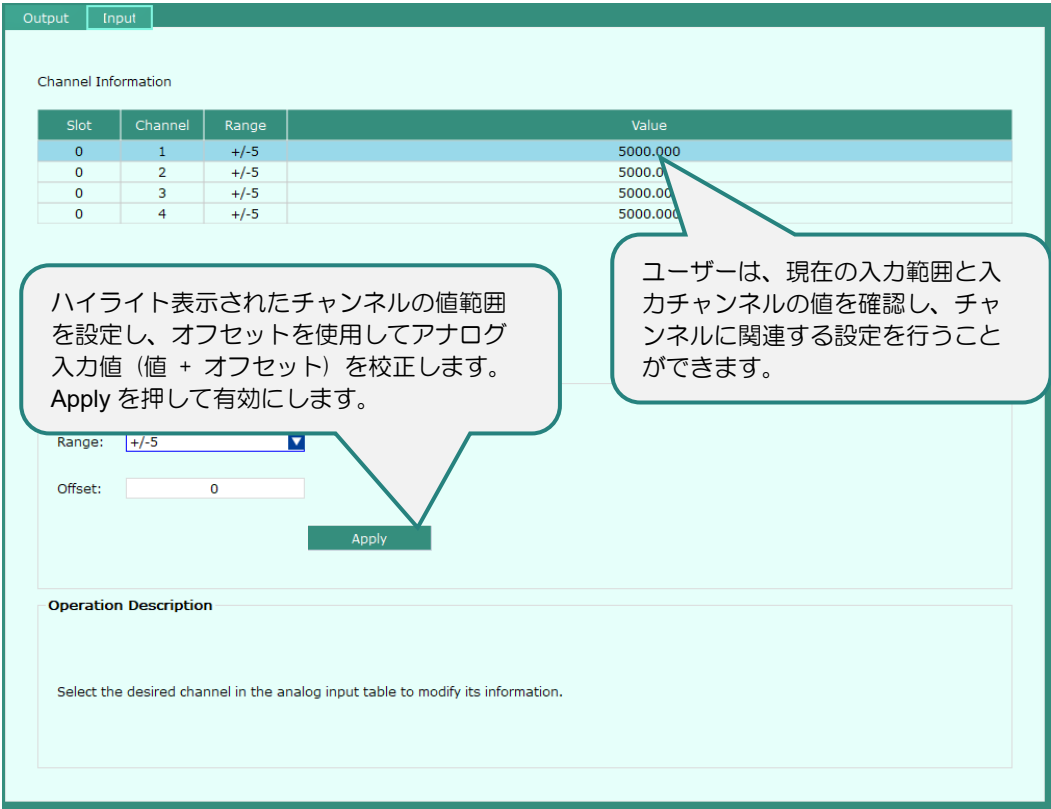 Output Input
Channel Information
Slot Channel Range Value
0 1 +/-5 5000.000
0 2 +/-5 5000.0
0 3 +/-5 5000.00
0 4 +/-5 5000.000
ユーザーは、現在の入力範囲と入
力チャンネルの値を確認し、チャ
ンネルに関連する設定を行うこと
ができます。
ハイライト表示されたチャンネルの値範囲
を設定し、オフセットを使用してアナログ
入力値（値 + オフセット）を校正します。
Apply を押して有効にします。
Range: +/-5
Offset: 0
Apply
Operation Description
Select the desired channel in the analog input table to modify its information.